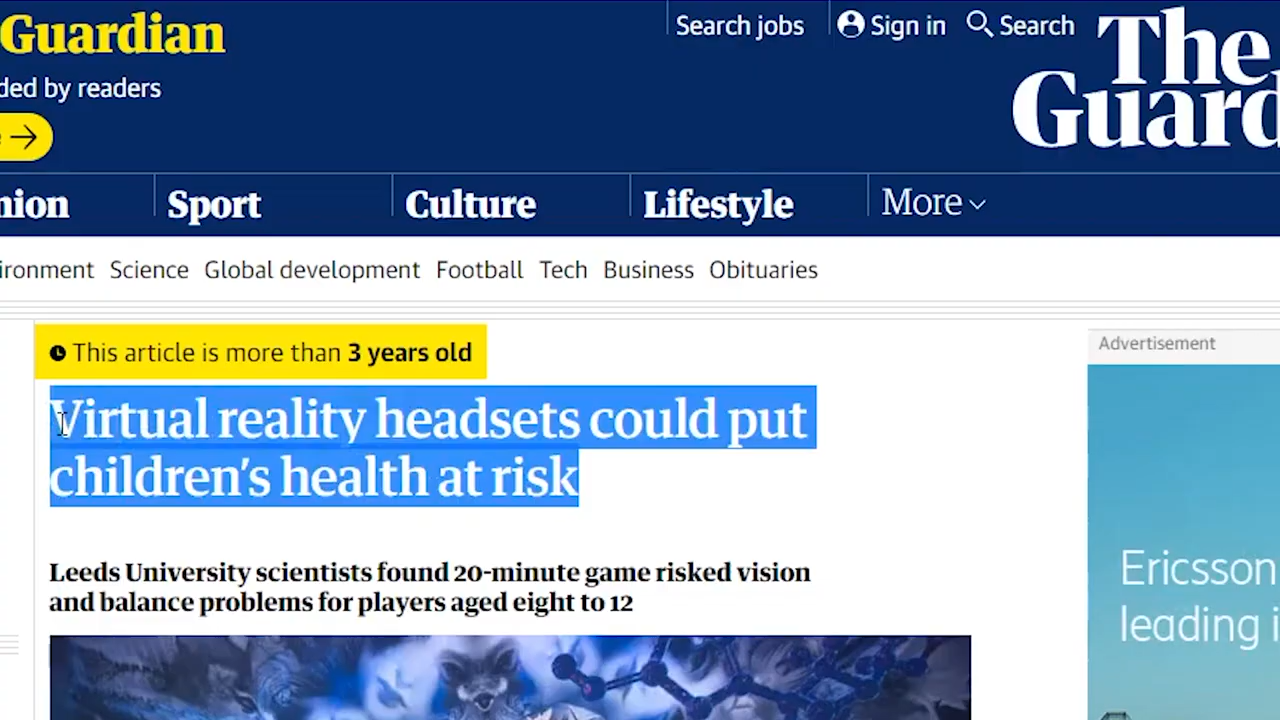 Guardian
ded by readers
Search jobs
Sign in
Search
The
Guard
nion
Sport
Culture
Lifestyle
More
ironment
Science
Global development
Football
Tech
Business
Obituaries
This article is more than 3 years old
Virtual reality headsets could put
children’s health at risk
Leeds University scientists found 20-minute game risked vision
and balance problems for players aged eight to 12
Advertisement
Ericsson
leading i